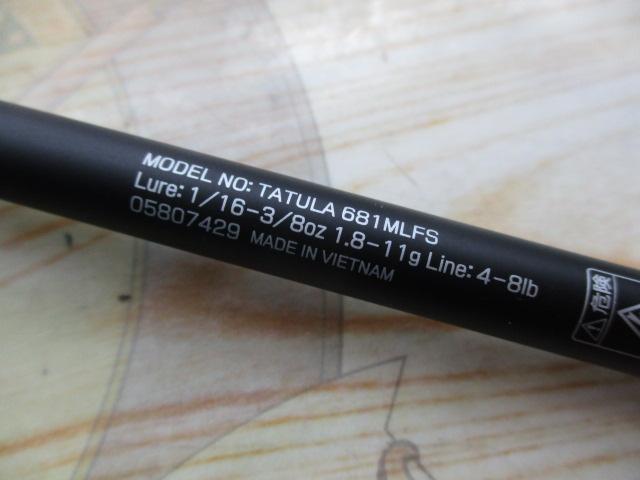 MODEL NO: TATULA 681MLFS
Lure: 1/16-3/8oz 1.8-11g Line: 4-8lb
05807429 MADE IN VIETNAM
危険